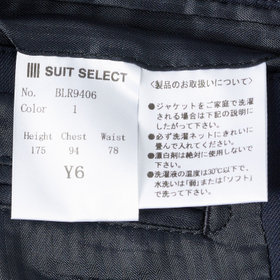 SUIT SELECT
No. BLR9406
Color 1
Height Chest Waist
175 94 78
Y6
〈製品のお取扱いについて〉
●ジャケットをご家庭で洗濯
される場合は下記の説明に
したがって下さい。
●必ず洗濯ネットにきれいに
畳んで入れてください。
●漂白剤は絶対に使用しない
で下さい。
●洗濯液の温度は30℃以下で、
水洗いは「弱」または「ソフト」
で洗って下さい。